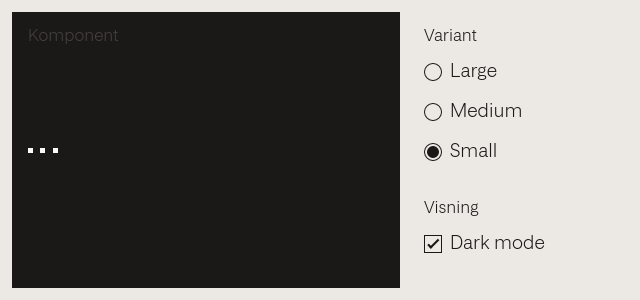 Komponent
Variant
Large
Medium
Small
Visning
Dark mode